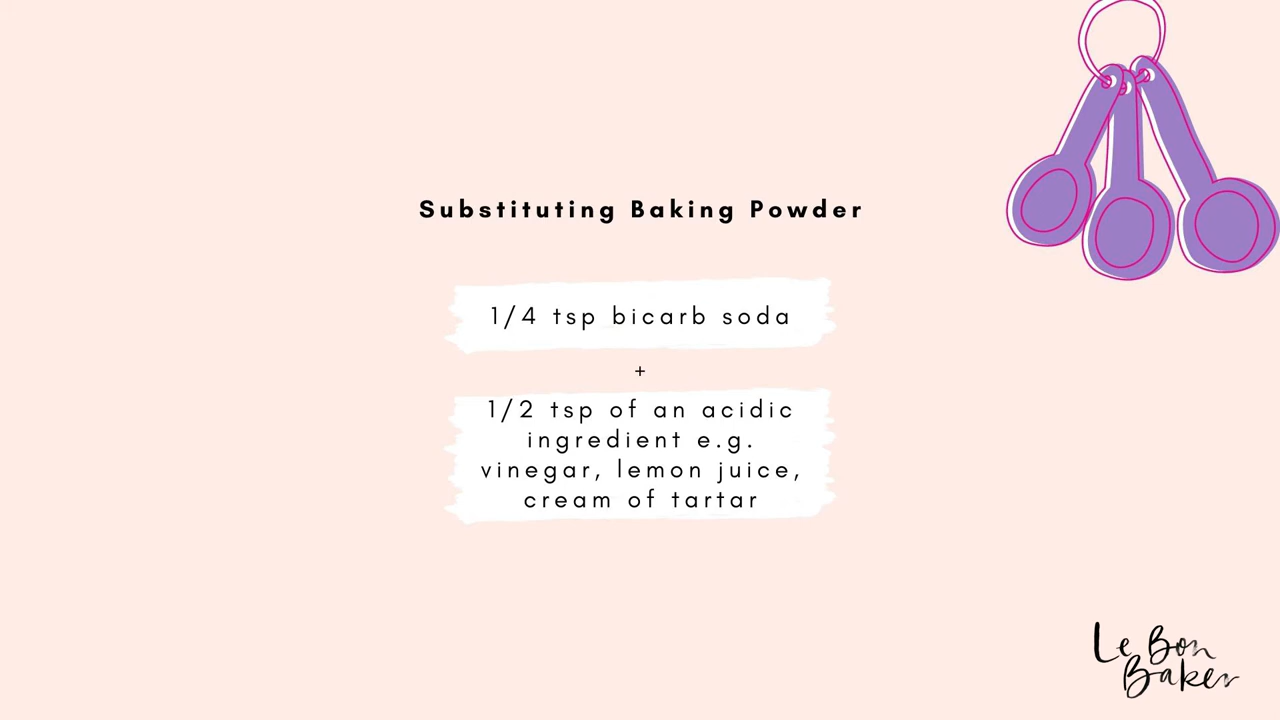 Substituting Baking Powder
1/4 tsp bicarb soda
+
1/2 tsp of an acidic
ingredient e.g.
vinegar, lemon juice,
cream of tartar
Le Bon
Baker